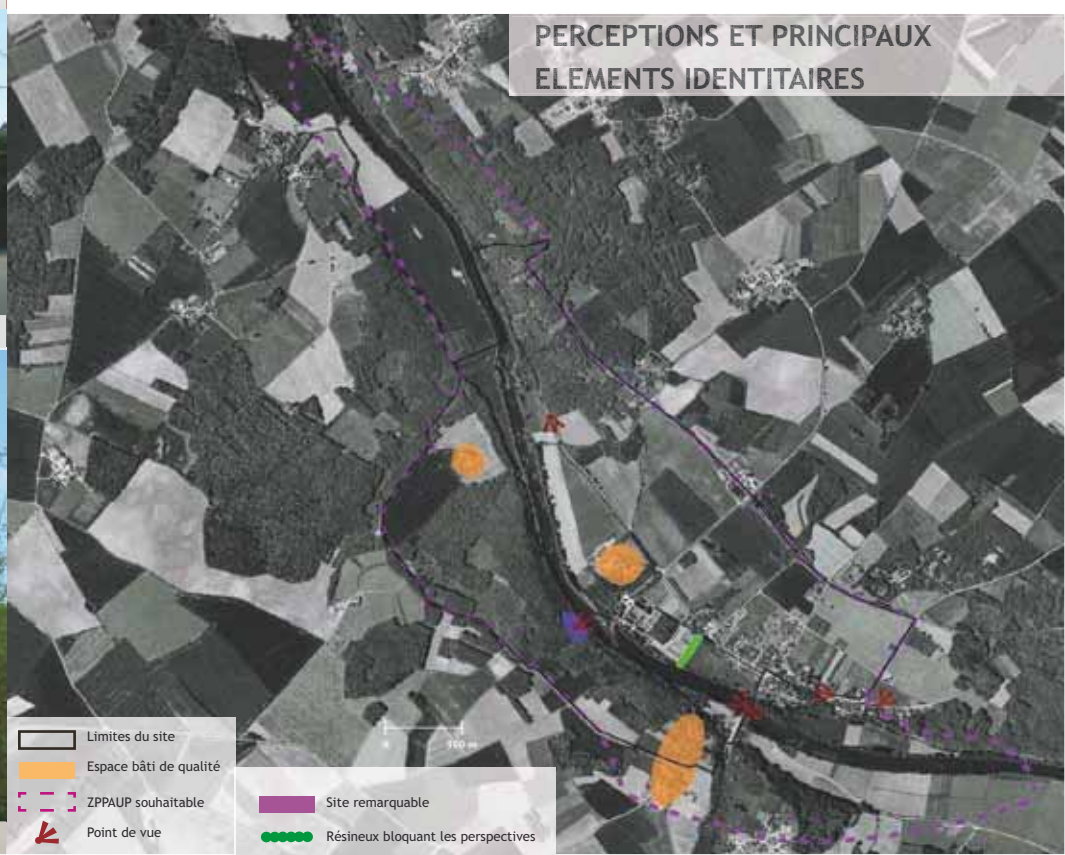 PERCEPTIONS ET PRINCIPAUX
ELEMENTS IDENTITAIRES
Limites du site
Espace bâti de qualité
ZPPAUP souhaitable
Point de vue
Site remarquable
Résineux bloquant les perspectives